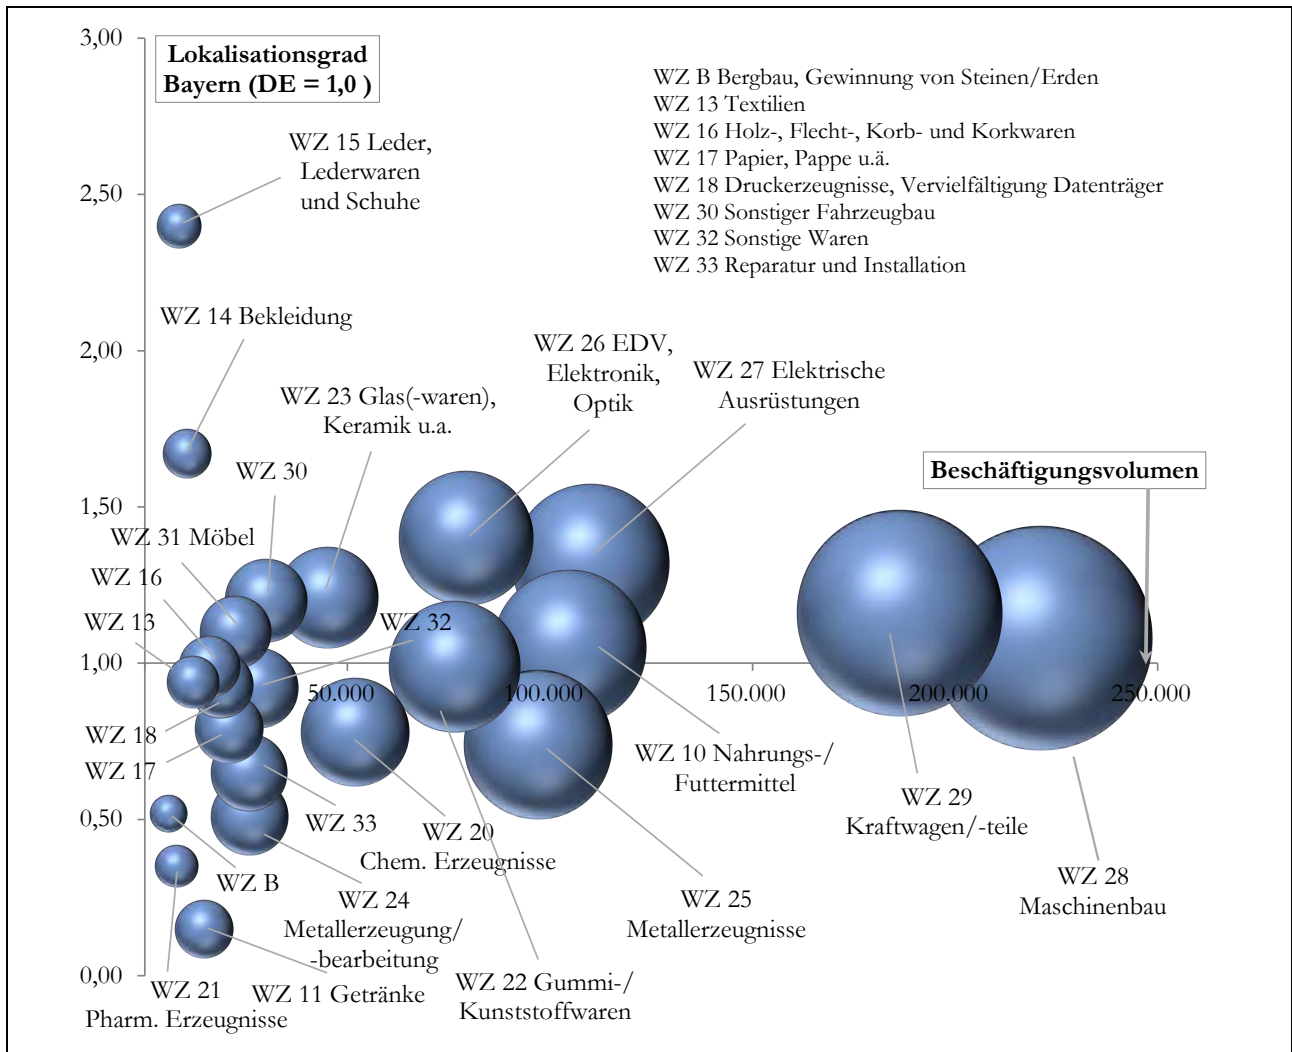 3,00
Lokalisationsgrad
Bayern (DE = 1,0 )
WZ B Bergbau, Gewinnung von Steinen/Erden
WZ 13 Textilien
WZ 16 Holz-, Flecht-, Korb- und Korkwaren
WZ 17 Papier, Pappe u.ä.
WZ 18 Druckerzeugnisse, Vervielfältigung Datenträger
WZ 30 Sonstiger Fahrzeugbau
WZ 32 Sonstige Waren
WZ 33 Reparatur und Installation
WZ 15 Leder,
Lederwaren
und Schuhe
2,50
WZ 14 Bekleidung
2,00
WZ 26 EDV,
Elektronik,
Optik
WZ 27 Elektrische
Ausrüstungen
WZ 23 Glas(-waren),
Keramik u.a.
WZ 30
Beschäftigungsvolumen
1,50
WZ 31 Möbel
WZ 16
WZ 13
WZ 32
1,00
50.000
100.000
150.000
200.000
250.000
WZ 18
WZ 17
WZ 10 Nahrungs-/
Futtermittel
WZ 29
Kraftwagen/-teile
0,50
WZ 33
WZ 20
Chem. Erzeugnisse
WZ B
WZ 28
Maschinenbau
WZ 24
Metallerzeugung/
-bearbeitung
WZ 25
Metallerzeugnisse
0,00
WZ 21
Pharm. Erzeugnisse
WZ 11 Getränke
WZ 22 Gummi-/
Kunststoffwaren